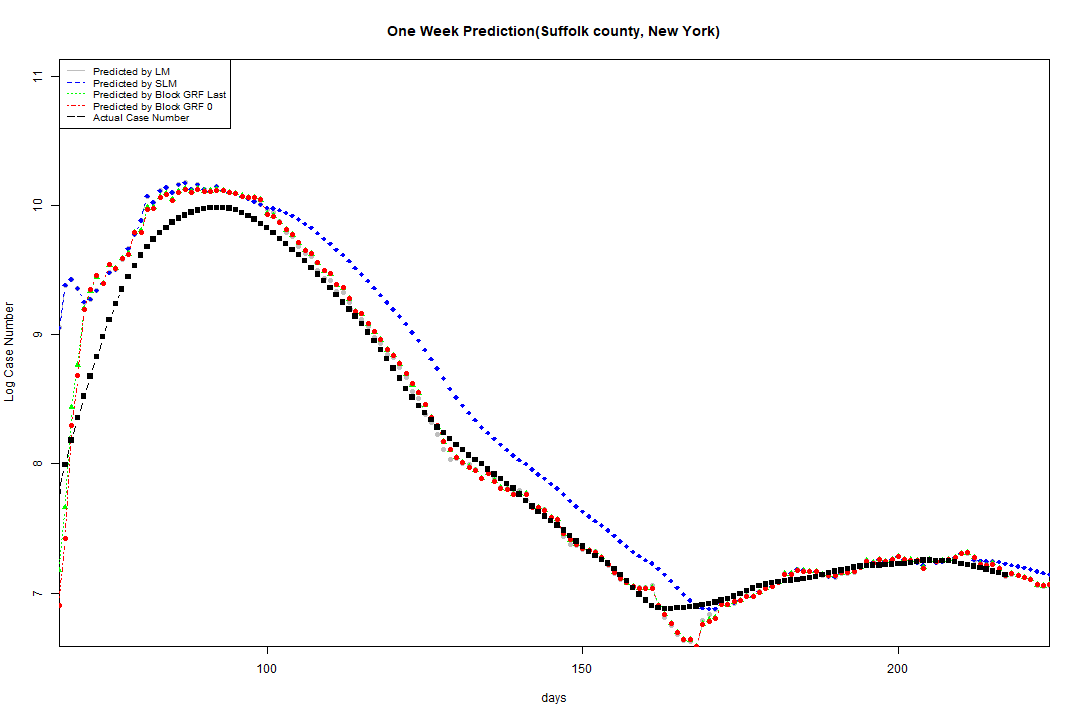 One Week Prediction(Suffolk county, New York)
Predicted by LM
Predicted by SLM
Predicted by Block GRF Last
Predicted by Block GRF 0
Actual Case Number
11
10
9
8
7
Log Case Number
100
150
200
days